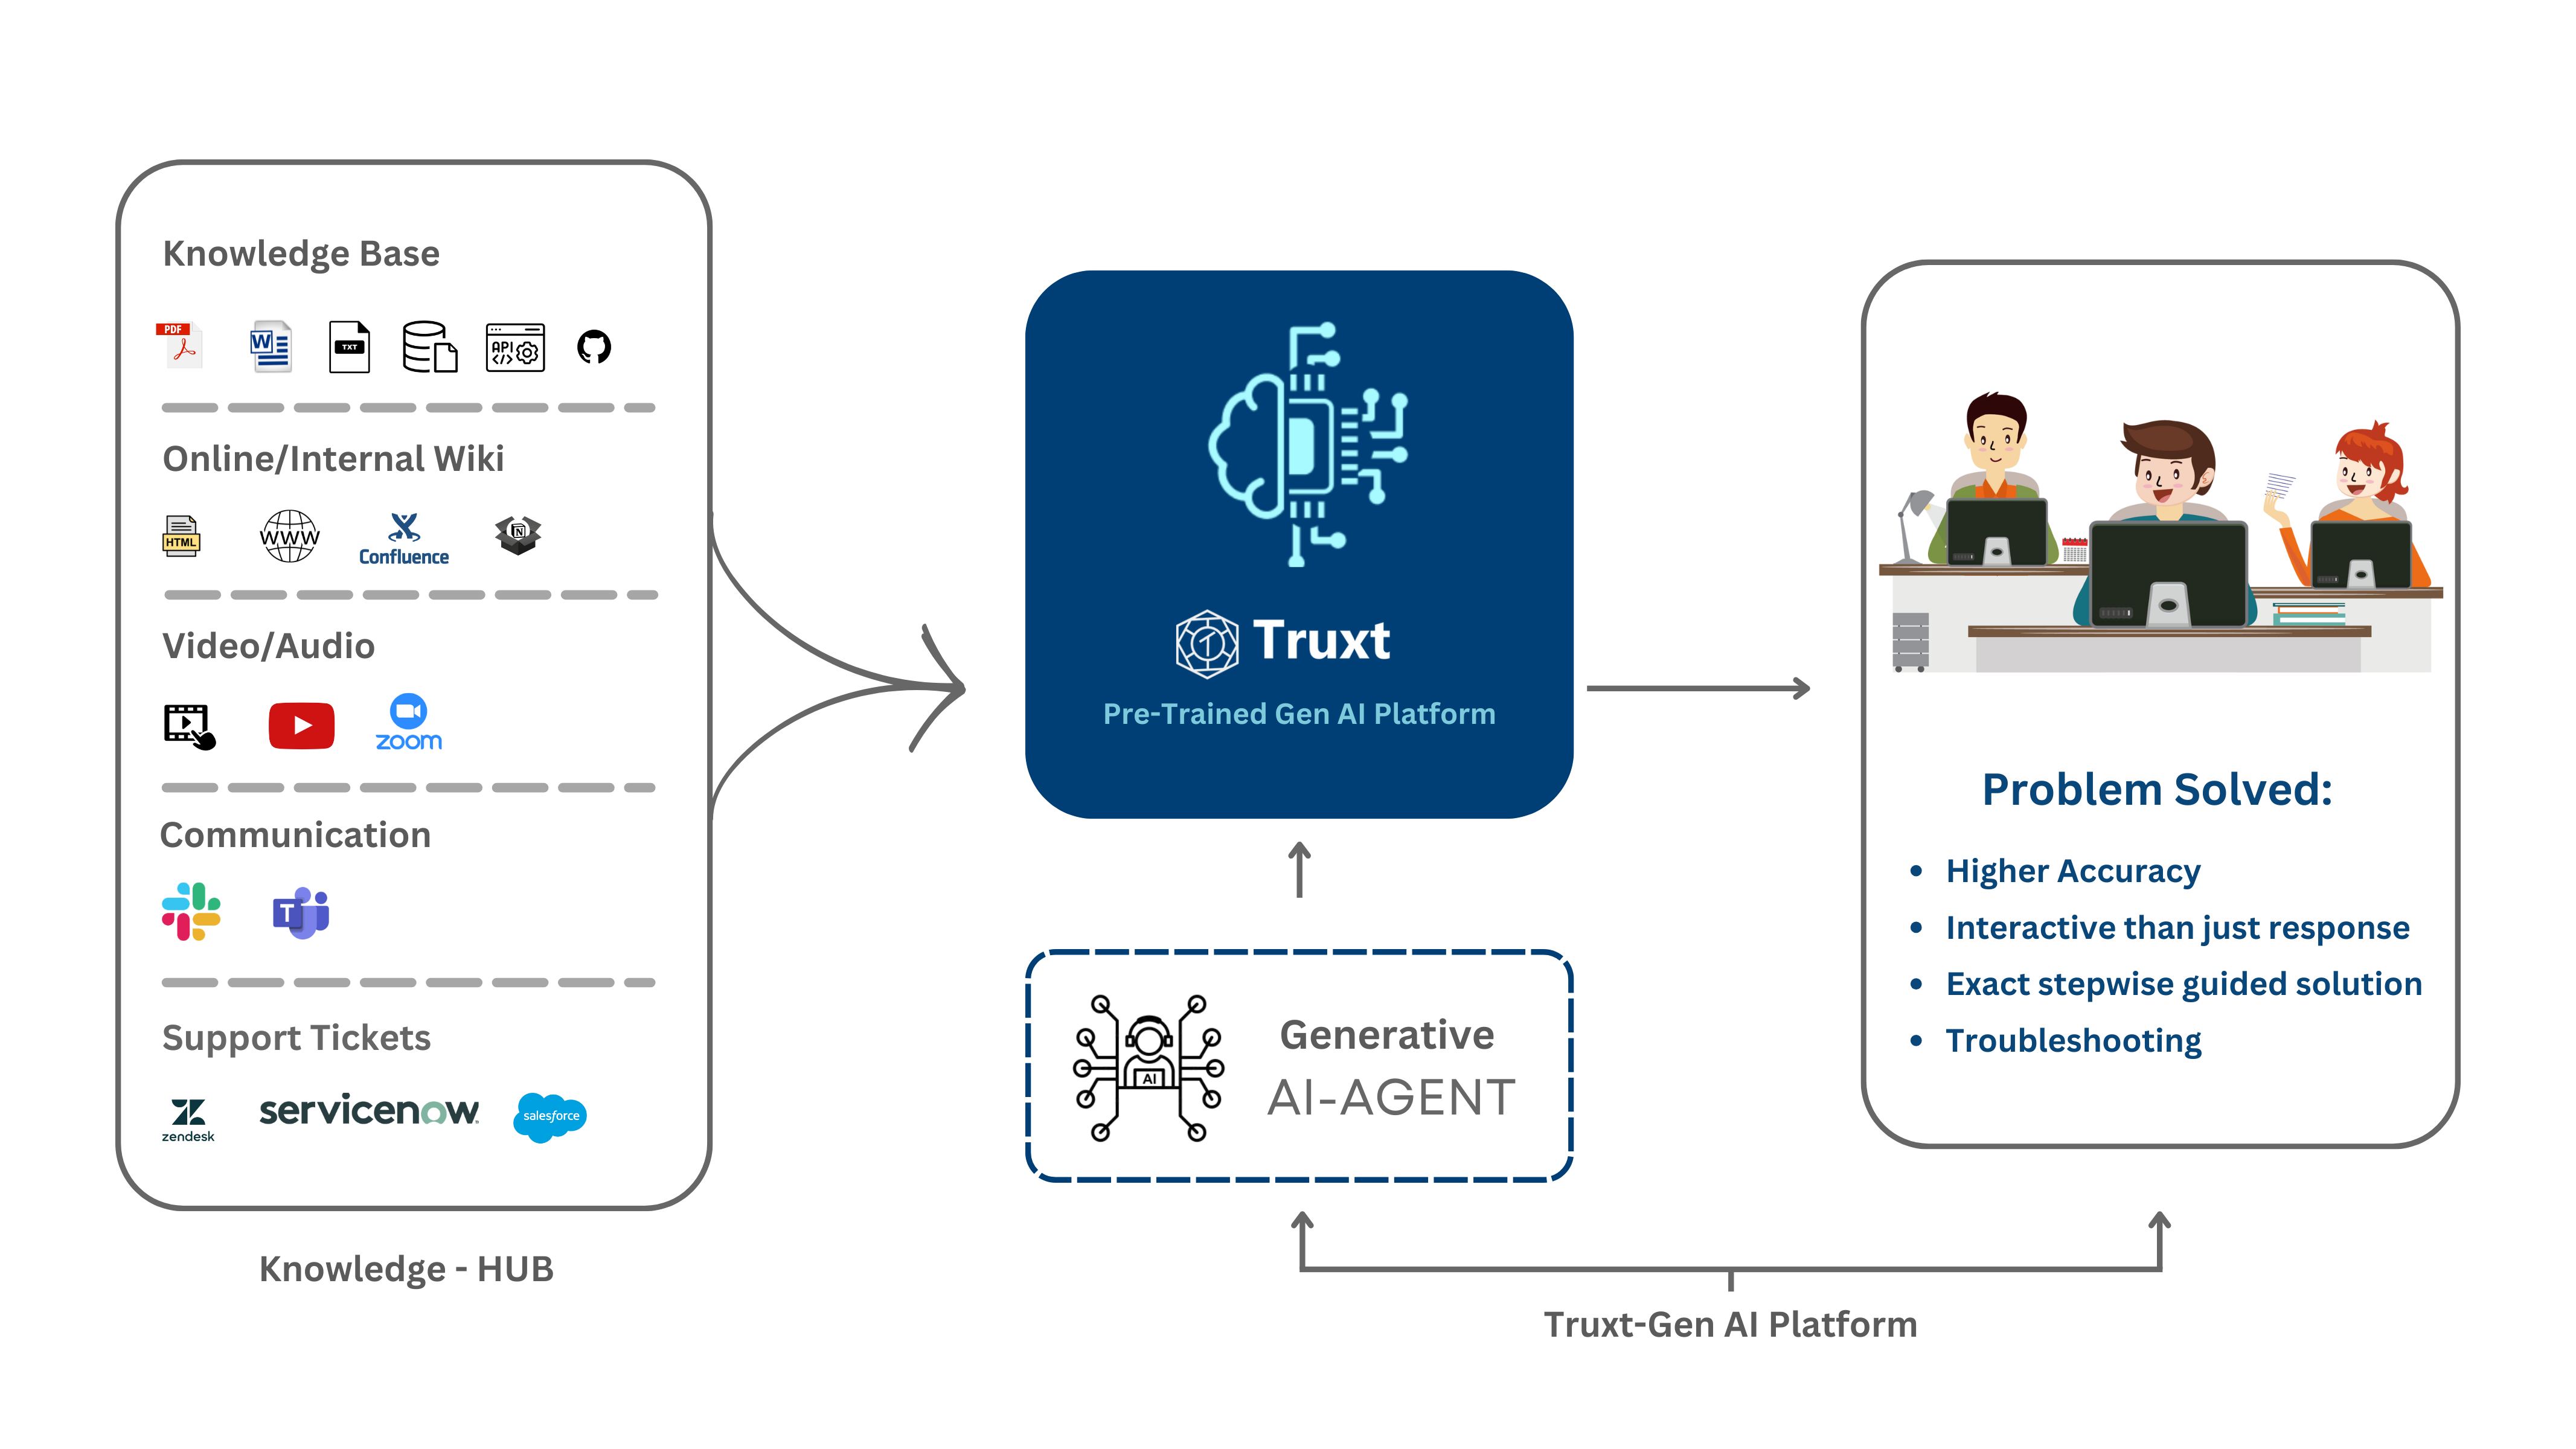 Knowledge Base
PDF
W
TXT
API
</>
Online/Internal Wiki
HTML
WWW
Confluence
N
Video/Audio
zoom
Communication
T
Support Tickets
zendesk
servicenow
salesforce
Knowledge - HUB
Truxt
Pre-Trained Gen AI Platform
AI
Generative
AI-AGENT
Problem Solved:
• Higher Accuracy
• Interactive than just response
• Exact stepwise guided solution
• Troubleshooting
Truxt-Gen AI Platform